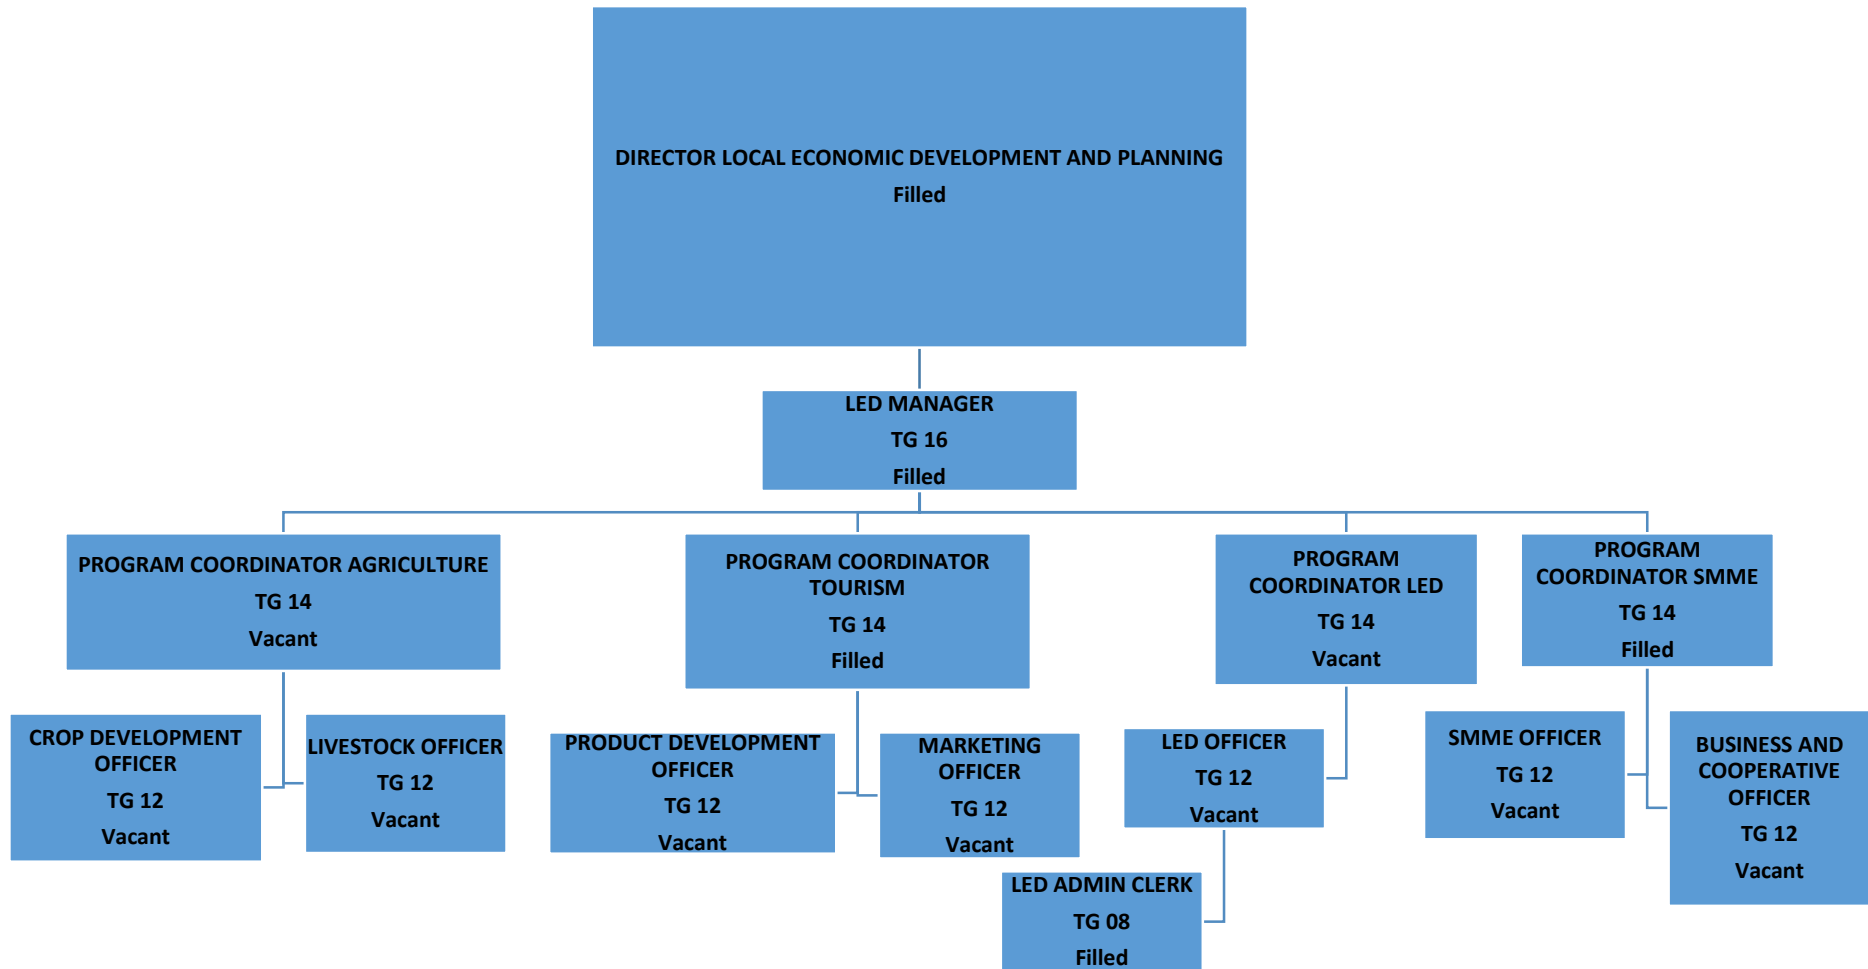 DIRECTOR LOCAL ECONOMIC DEVELOPMENT AND PLANNING
Filled
LED MANAGER
TG 16
Filled
PROGRAM COORDINATOR AGRICULTURE
TG 14
Vacant
PROGRAM COORDINATOR
TOURISM
TG 14
Filled
PROGRAM
COORDINATOR LED
TG 14
Vacant
PROGRAM
COORDINATOR SMME
TG 14
Filled
CROP DEVELOPMENT
OFFICER
TG 12
Vacant
LIVESTOCK OFFICER
TG 12
Vacant
PRODUCT DEVELOPMENT
OFFICER
TG 12
Vacant
MARKETING
OFFICER
TG 12
Vacant
LED OFFICER
TG 12
Vacant
SMME OFFICER
TG 12
Vacant
BUSINESS AND
COOPERATIVE
OFFICER
TG 12
Vacant
LED ADMIN CLERK
TG 08
Filled